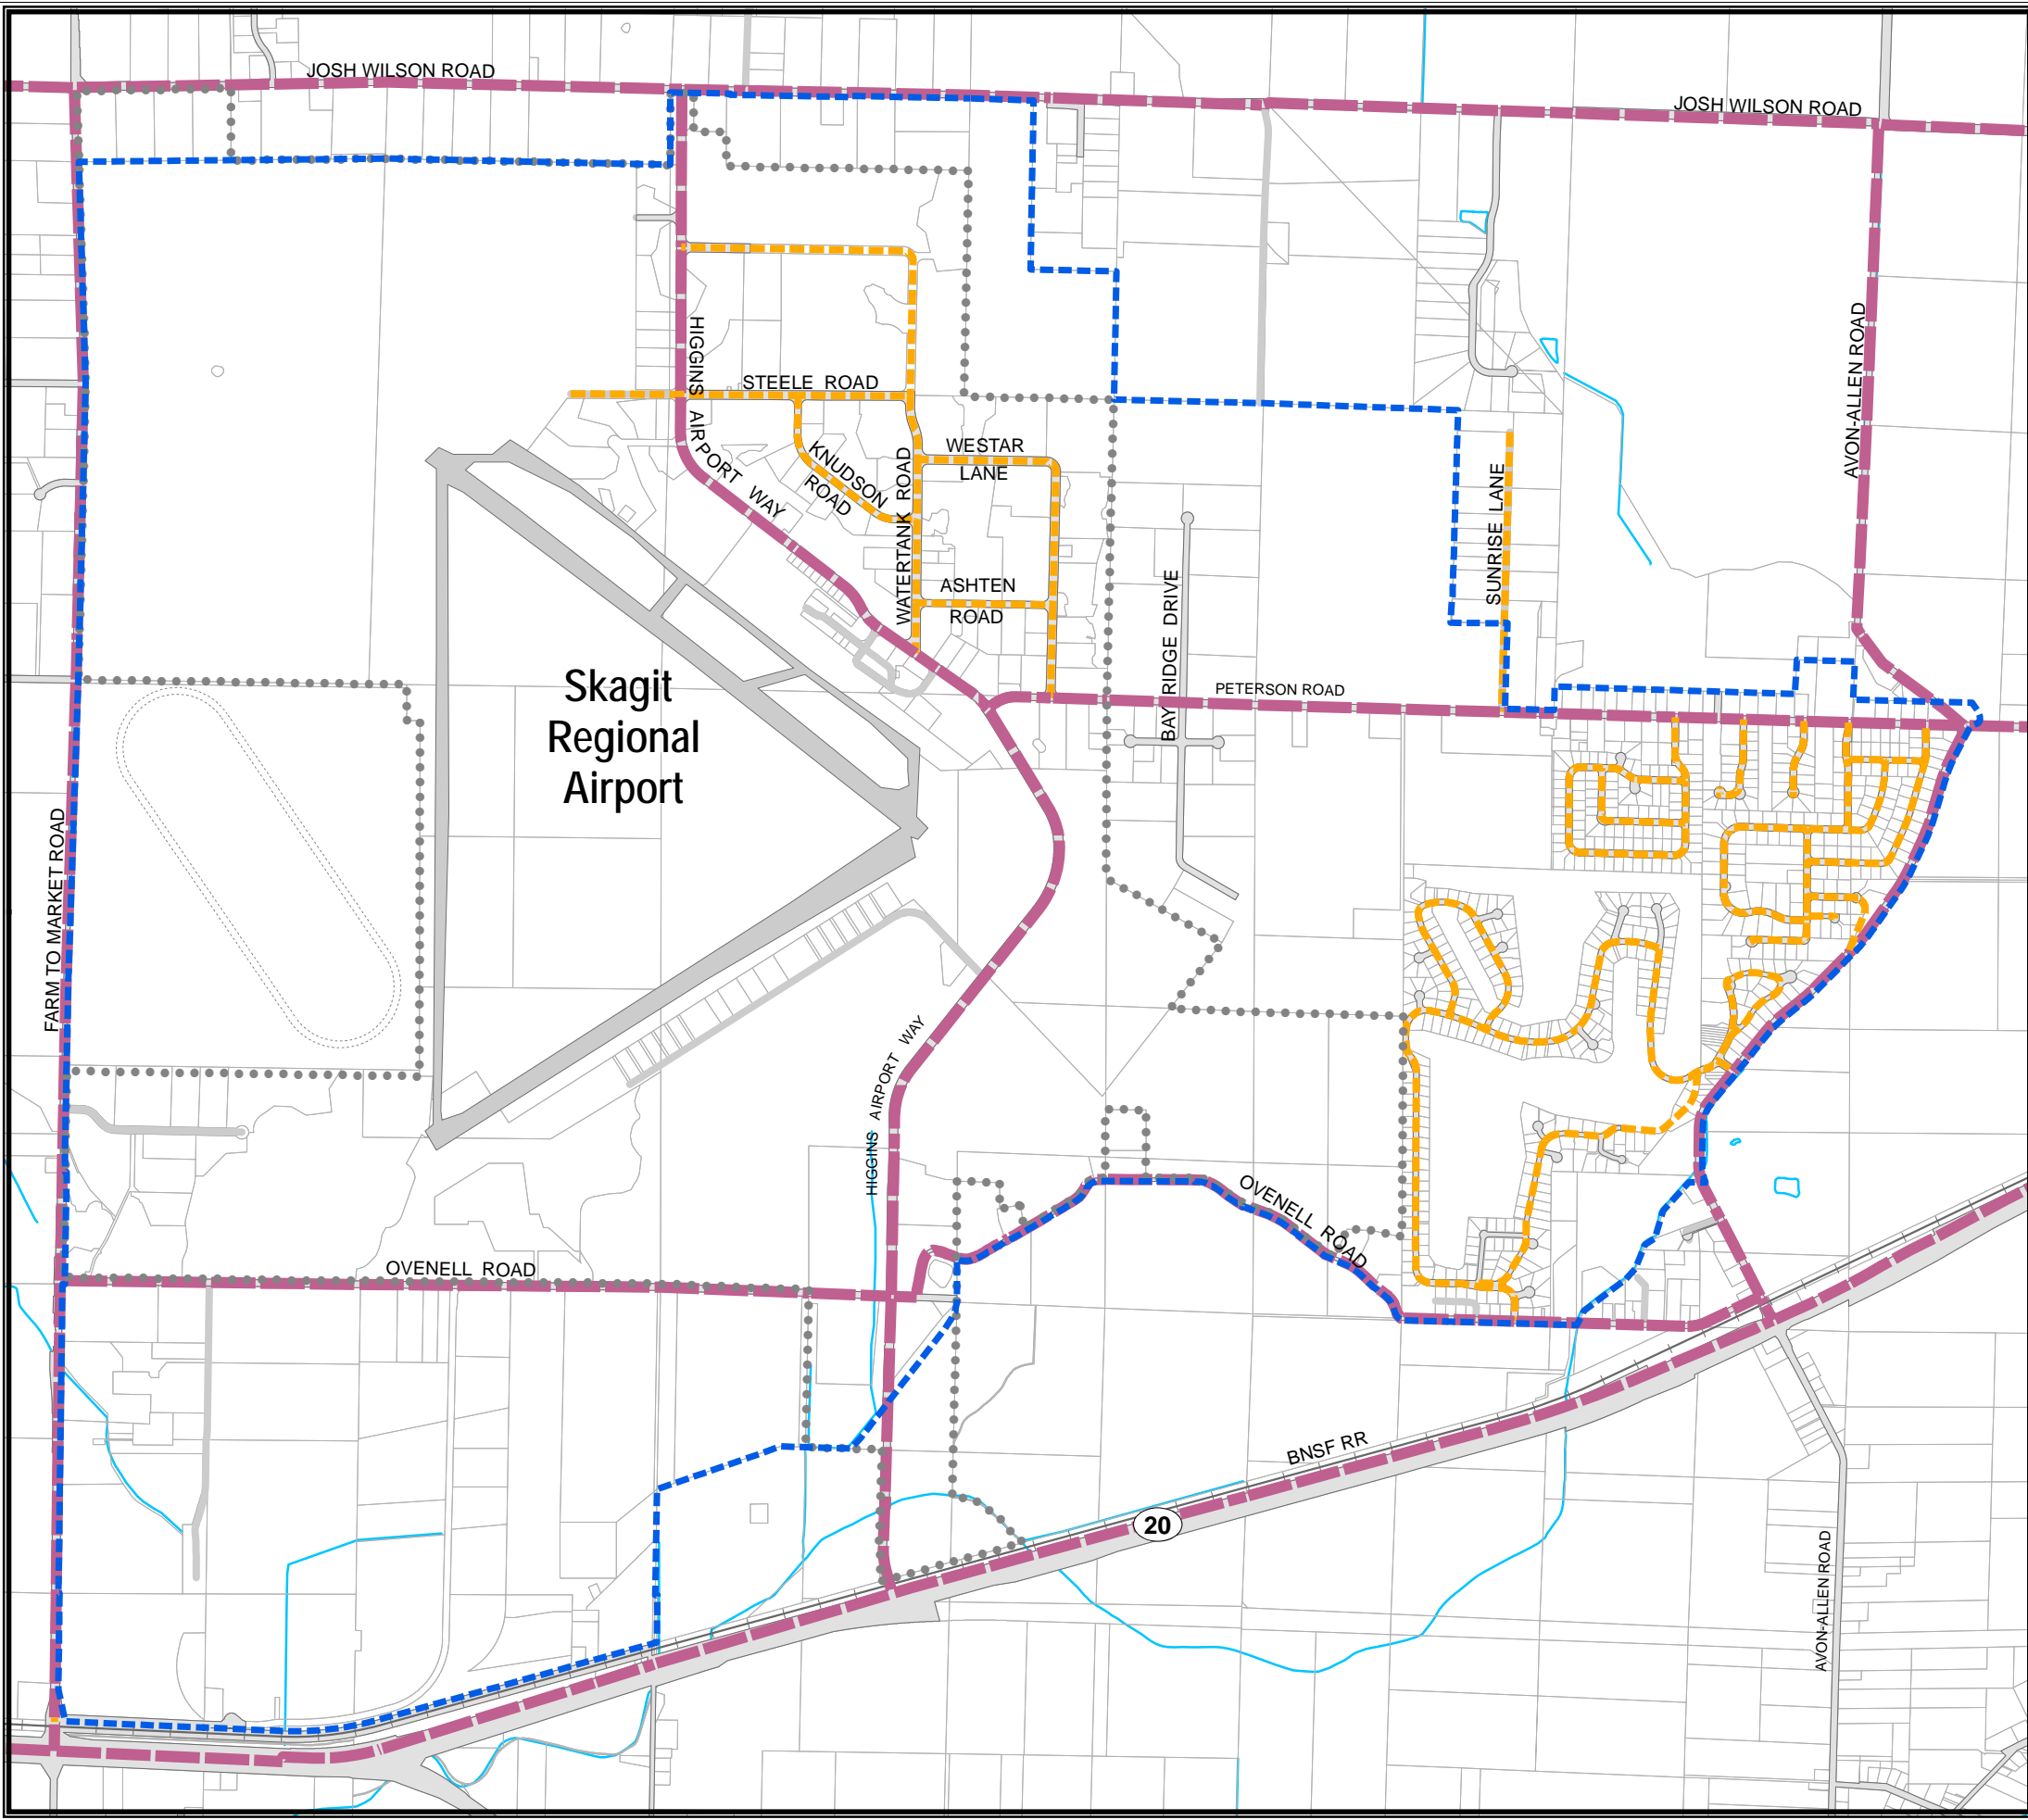 JOSH WILSON ROAD
JOSH WILSON ROAD
HIGGINS AIRPORT WAY
STEELE ROAD
KNUDSON
ROAD
WATERTANK ROAD
WESTAR
LANE
ASHTEN
ROAD
BAY RIDGE DRIVE
SUNRISE LANE
AVON-ALLEN ROAD
PETERSON ROAD
Skagit
Regional
Airport
FARM TO MARKET ROAD
HIGGINS AIRPORT WAY
OVENELL ROAD
OVENELL ROAD
BNSF RR
20
AVON-ALLEN ROAD